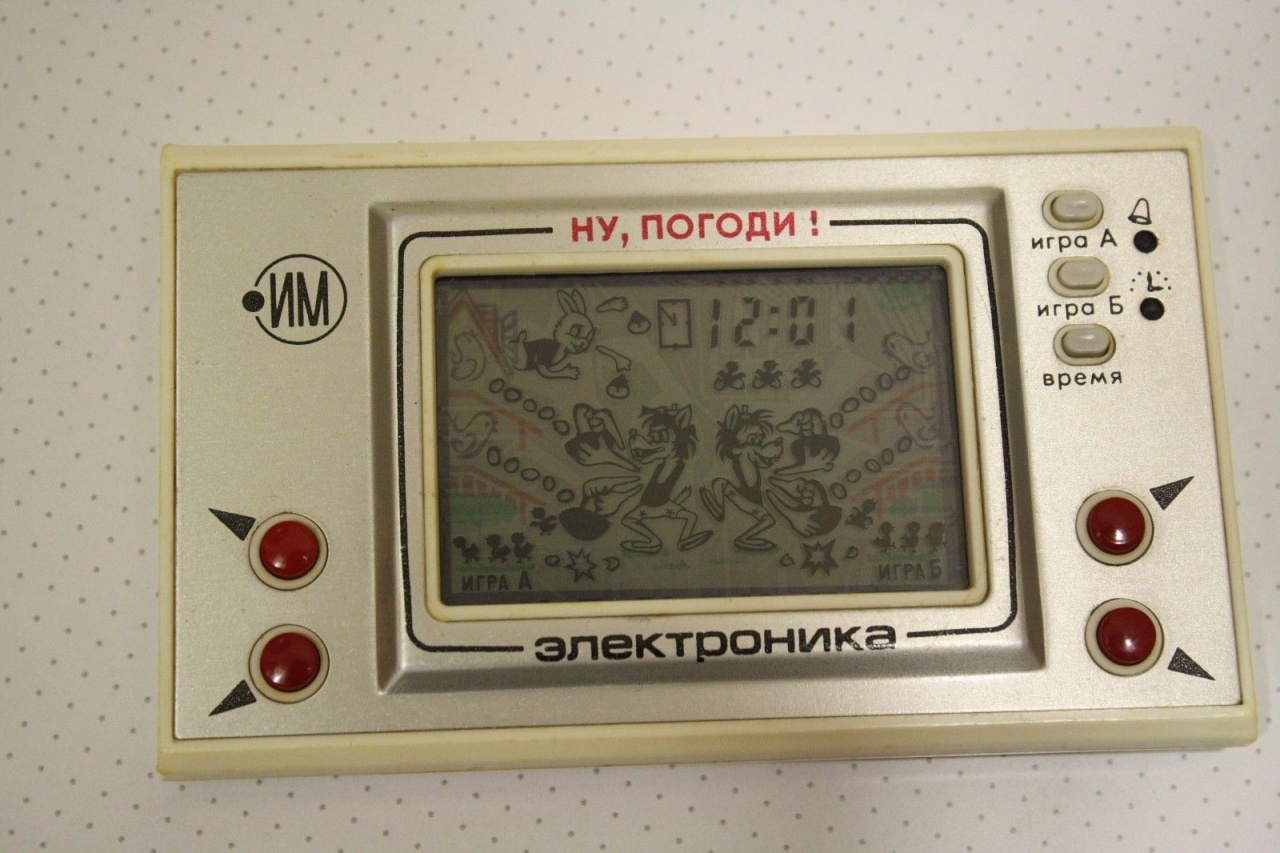 НУ, ПОГОДИ !
ИМ
12:01
игра А
игра Б
время
ИГРА А
ИГРА Б
электроника